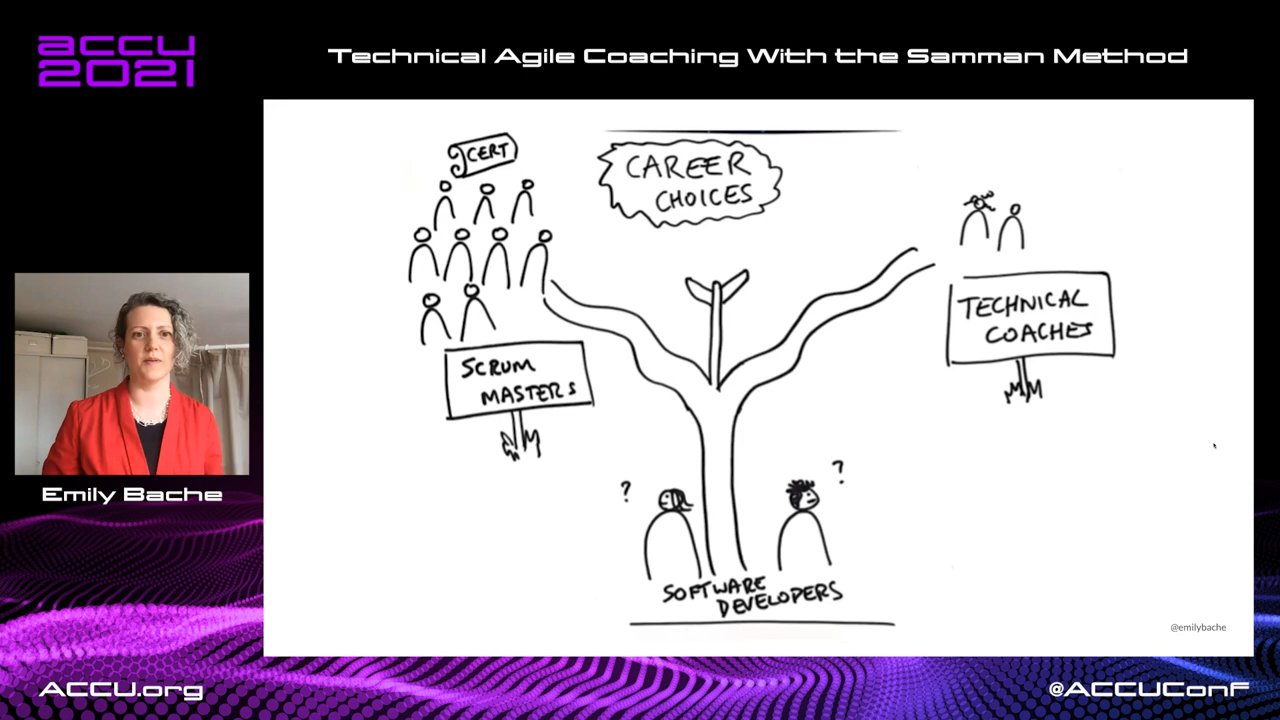 accu
2021
Technical Agile Coaching With the Samman Method
CERT
CAREER
CHOICES
SCRUM
MASTERS
TECHNICAL
COACHES
?
?
SOFTWARE
DEVELOPERS
@emilybache
Emily Bache
ACCU.org
@ACCUConf